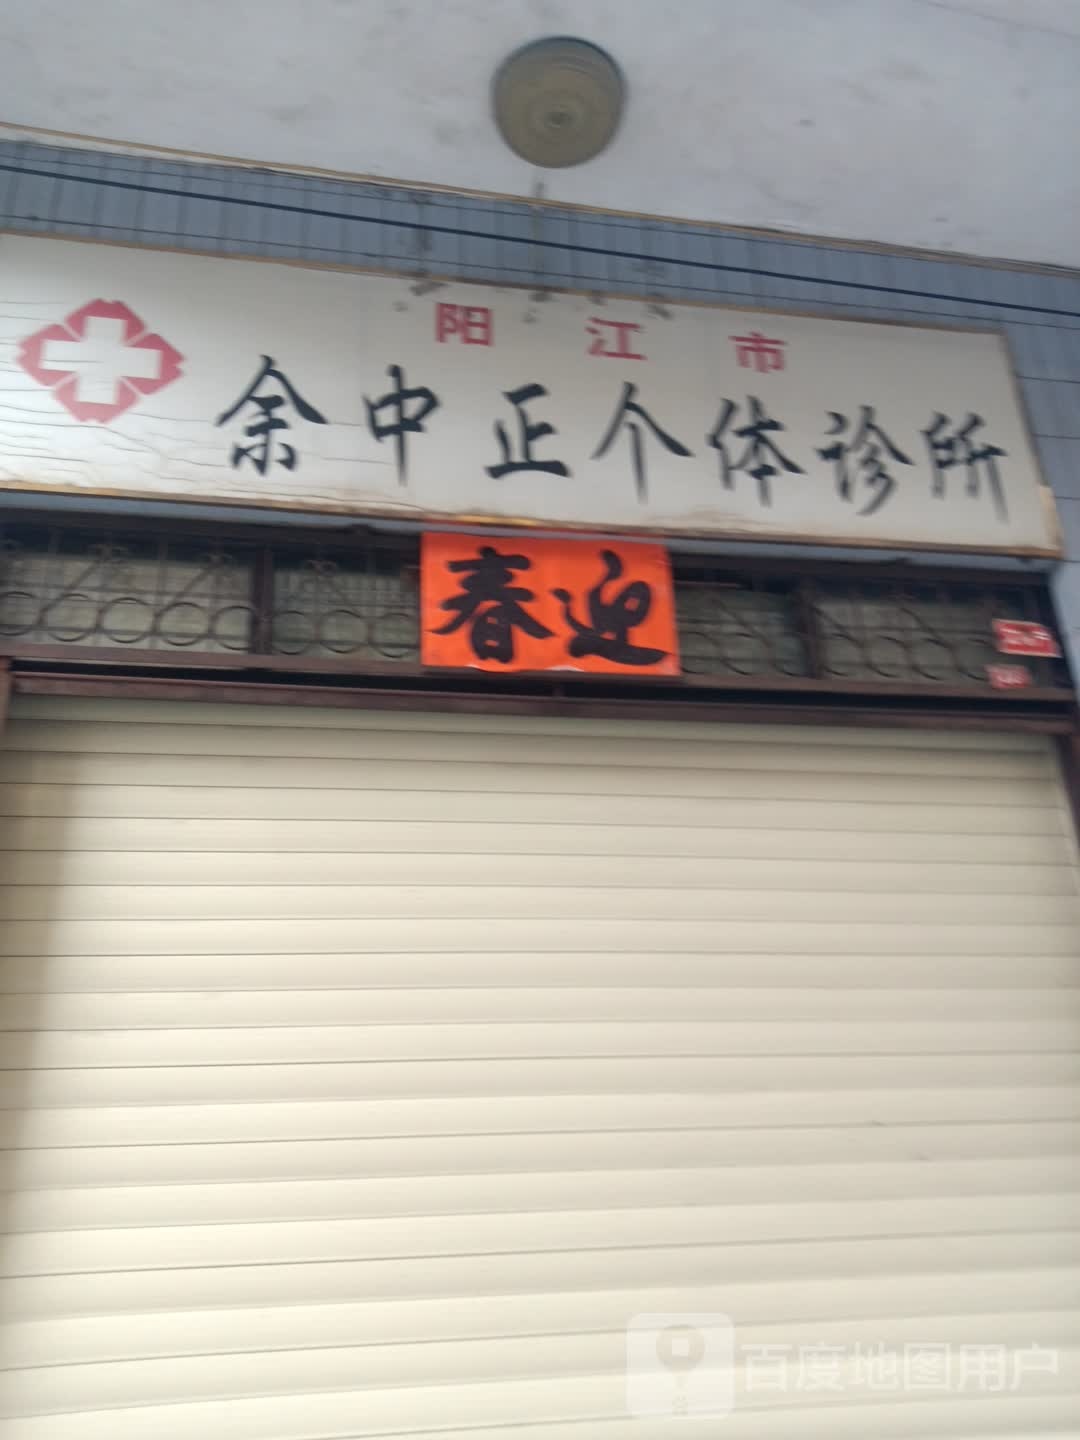 阳江市
余中正个体诊所
春迎
百度地图用户